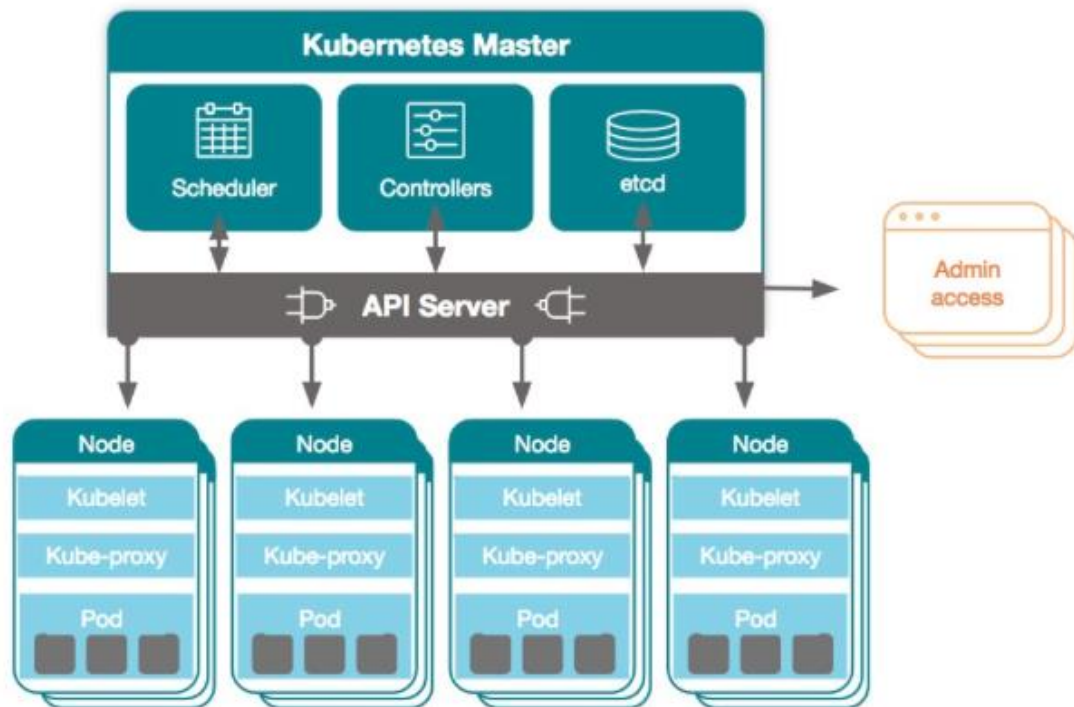 Kubernetes Master
Scheduler
Controllers
etcd
API Server
Admin
access
Node
Kubelet
Kube-proxy
Pod
Node
Kubelet
Kube-proxy
Pod
Node
Kubelet
Kube-proxy
Pod
Node
Kubelet
Kube-proxy
Pod